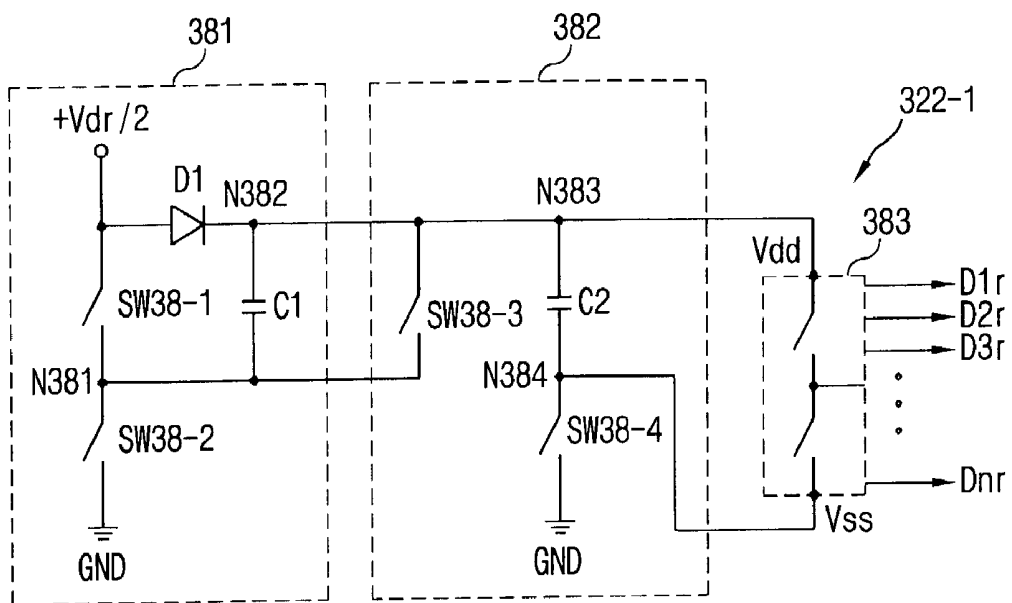 381
382
322-1
+Vdr/2
D1
N382
N383
383
Vdd
D1r
SW38-1
C1
SW38-3
C2
D2r
D3r
N381
N384
SW38-2
SW38-4
Dnr
Vss
GND
GND